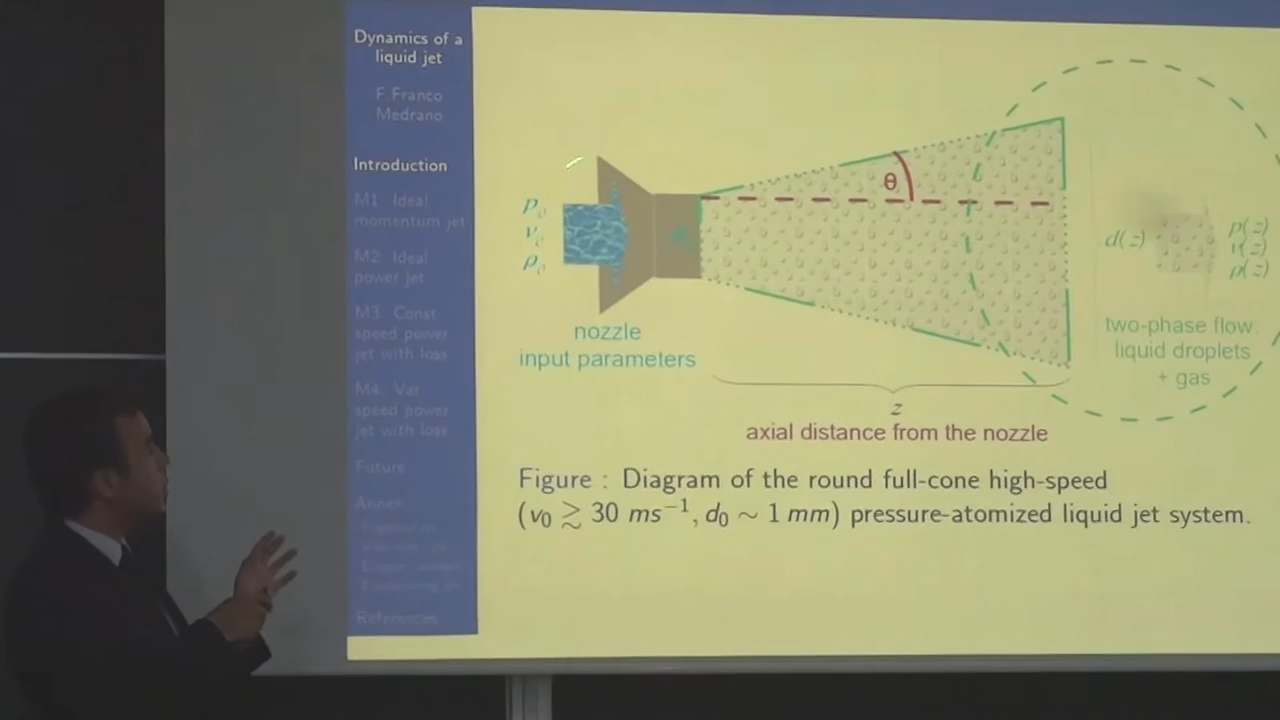 Dynamics of a
liquid jet
F Franco
Medrano
Introduction
M1. Ideal
momentum jet
M2. Ideal
power jet
M3. Const.
speed power
jet with loss
M4. Var.
speed power
jet with loss
Future
Annex
References
p₀
v₀
ρ₀
nozzle
input parameters
θ
d(z)
p(z)
v(z)
ρ(z)
two-phase flow:
liquid droplets
+ gas
z
axial distance from the nozzle
Figure : Diagram of the round full-cone high-speed
(v₀ ≳ 30 ms⁻¹, d₀ ∼ 1 mm) pressure-atomized liquid jet system.